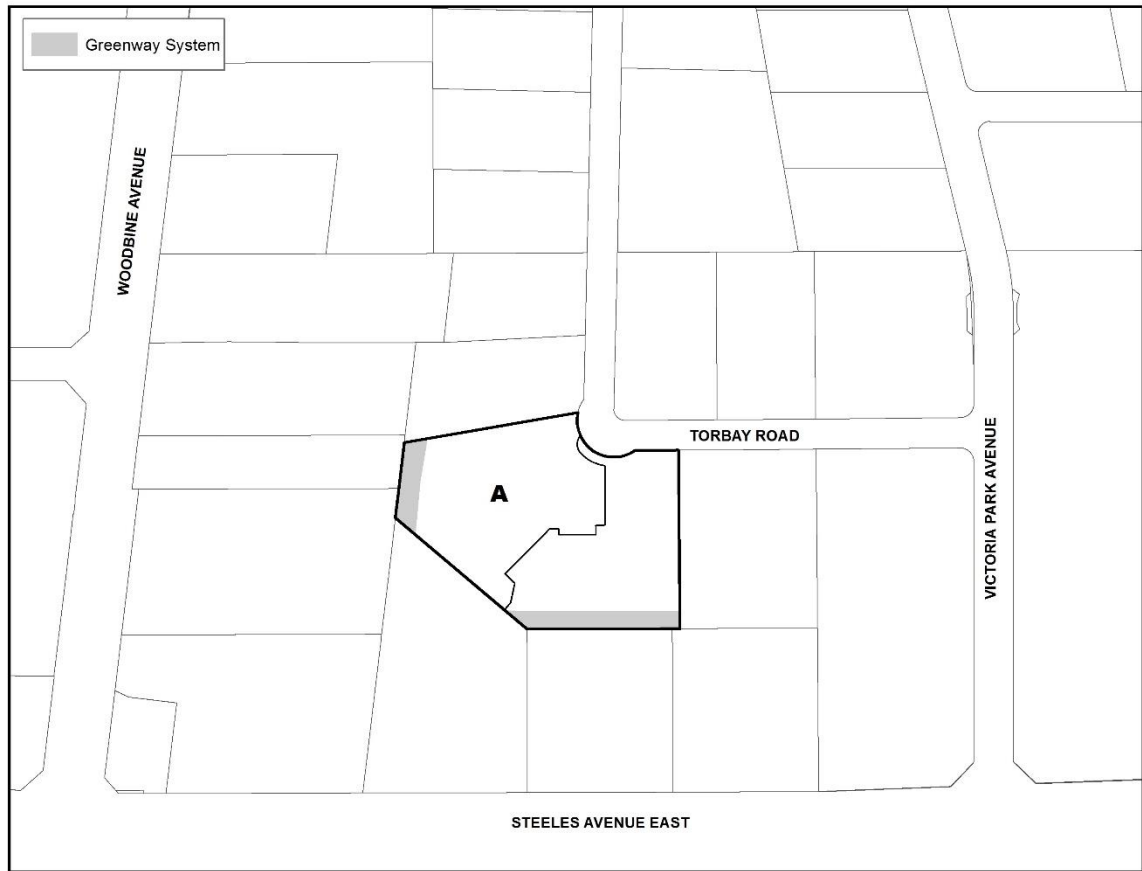 Greenway System
WOODBINE AVENUE
TORBAY ROAD
A
VICTORIA PARK AVENUE
STEELES AVENUE EAST